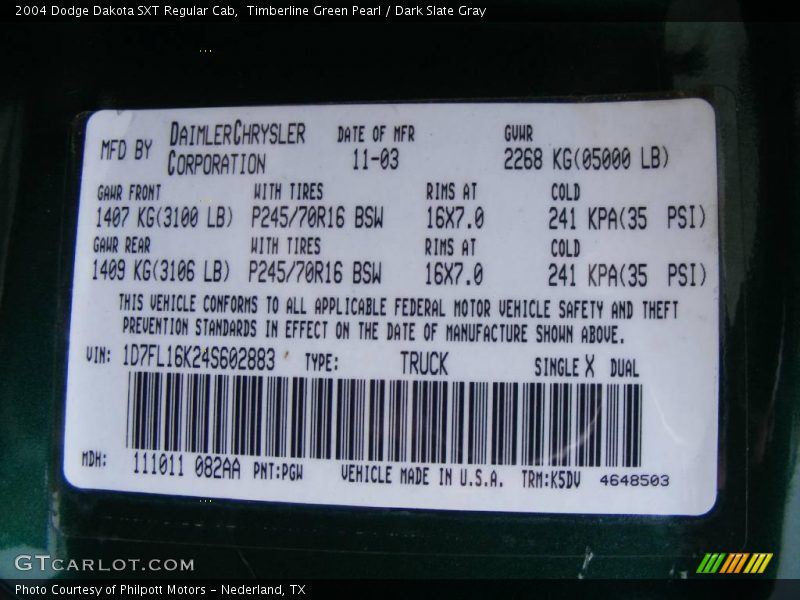 2004 Dodge Dakota SXT Regular Cab,  Timberline Green Pearl / Dark Slate Gray
MFD BY DAIMLERCHRYSLER CORPORATION DATE OF MFR 11-03 GVWR 2268 KG(05000 LB)
GAWR FRONT WITH TIRES RIMS AT COLD
1407 KG(3100 LB) P245/70R16 BSW 16X7.0 241 KPA(35 PSI)
GAWR REAR WITH TIRES RIMS AT COLD
1409 KG(3106 LB) P245/70R16 BSW 16X7.0 241 KPA(35 PSI)
THIS VEHICLE CONFORMS TO ALL APPLICABLE FEDERAL MOTOR VEHICLE SAFETY AND THEFT
PREVENTION STANDARDS IN EFFECT ON THE DATE OF MANUFACTURE SHOWN ABOVE.
VIN: 1D7FL16K24S602883 TYPE: TRUCK SINGLE X DUAL
MDH: 111011 082AA PNT:PGW VEHICLE MADE IN U.S.A. TRM:K5DV 4648503
GTCARLOT.COM
Photo Courtesy of Philpott Motors - Nederland, TX